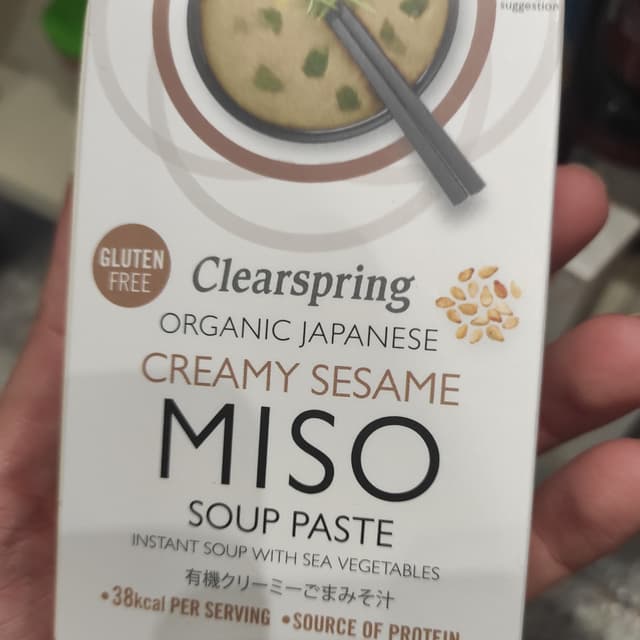 suggestion
GLUTEN
FREE
Clearspring
ORGANIC JAPANESE
CREAMY SESAME
MISO
SOUP PASTE
INSTANT SOUP WITH SEA VEGETABLES
有機クリーミーごまみそ汁
•38kcal PER SERVING •SOURCE OF PROTEIN